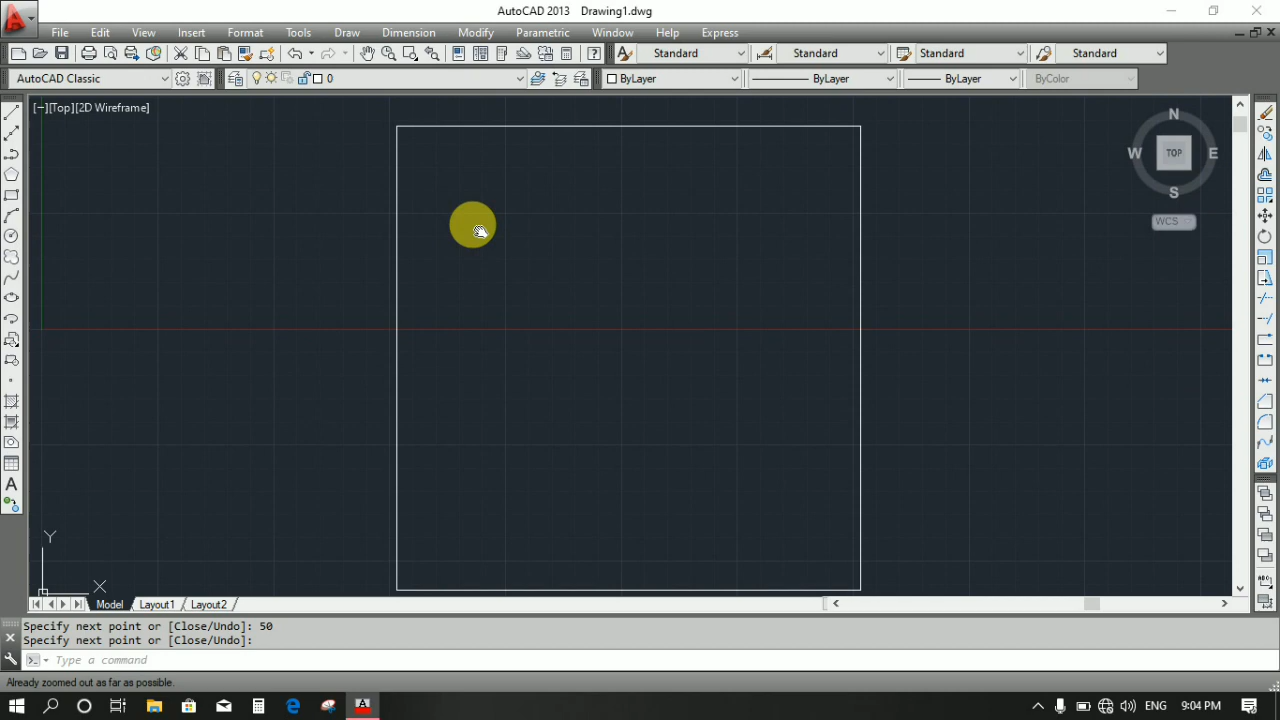 AutoCAD 2013 Drawing1.dwg
File Edit View Insert Format Tools Draw Dimension Modify Parametric Window Help Express
Standard Standard Standard Standard
AutoCAD Classic 0 ByLayer ByLayer ByLayer ByColor
[−][Top][2D Wireframe]
N
W TOP E
S
WCS
Y
X
Model Layout1 Layout2
Specify next point or [Close/Undo]: 50
Specify next point or [Close/Undo]:
Type a command
Already zoomed out as far as possible.
ENG 9:04 PM